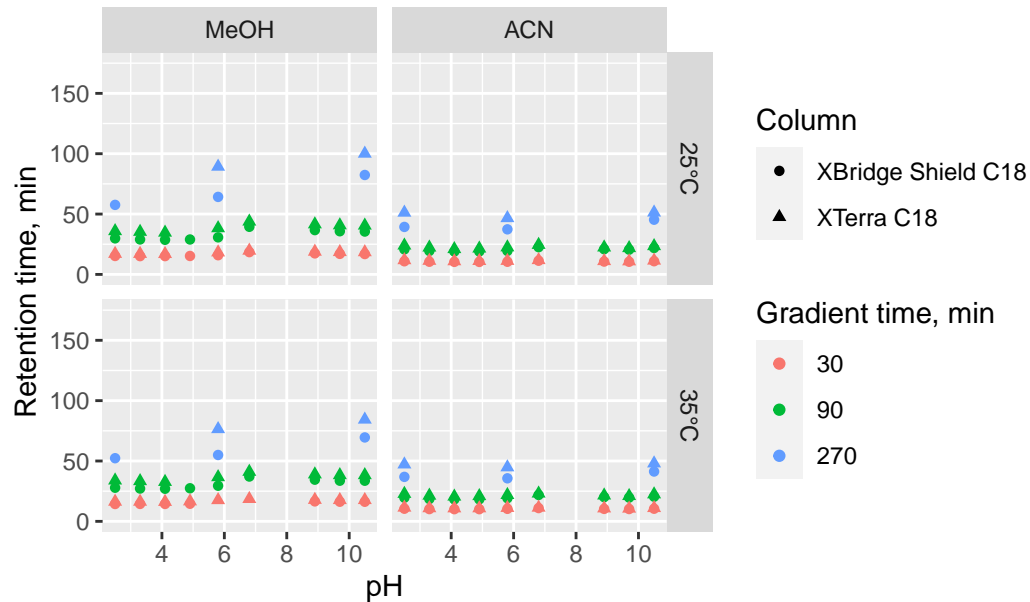 MeOH
ACN
150
100
50
0
25°C
150
100
50
0
35°C
4 6 8 10
4 6 8 10
pH
Retention time, min
Column
XBridge Shield C18
XTerra C18
Gradient time, min
30
90
270